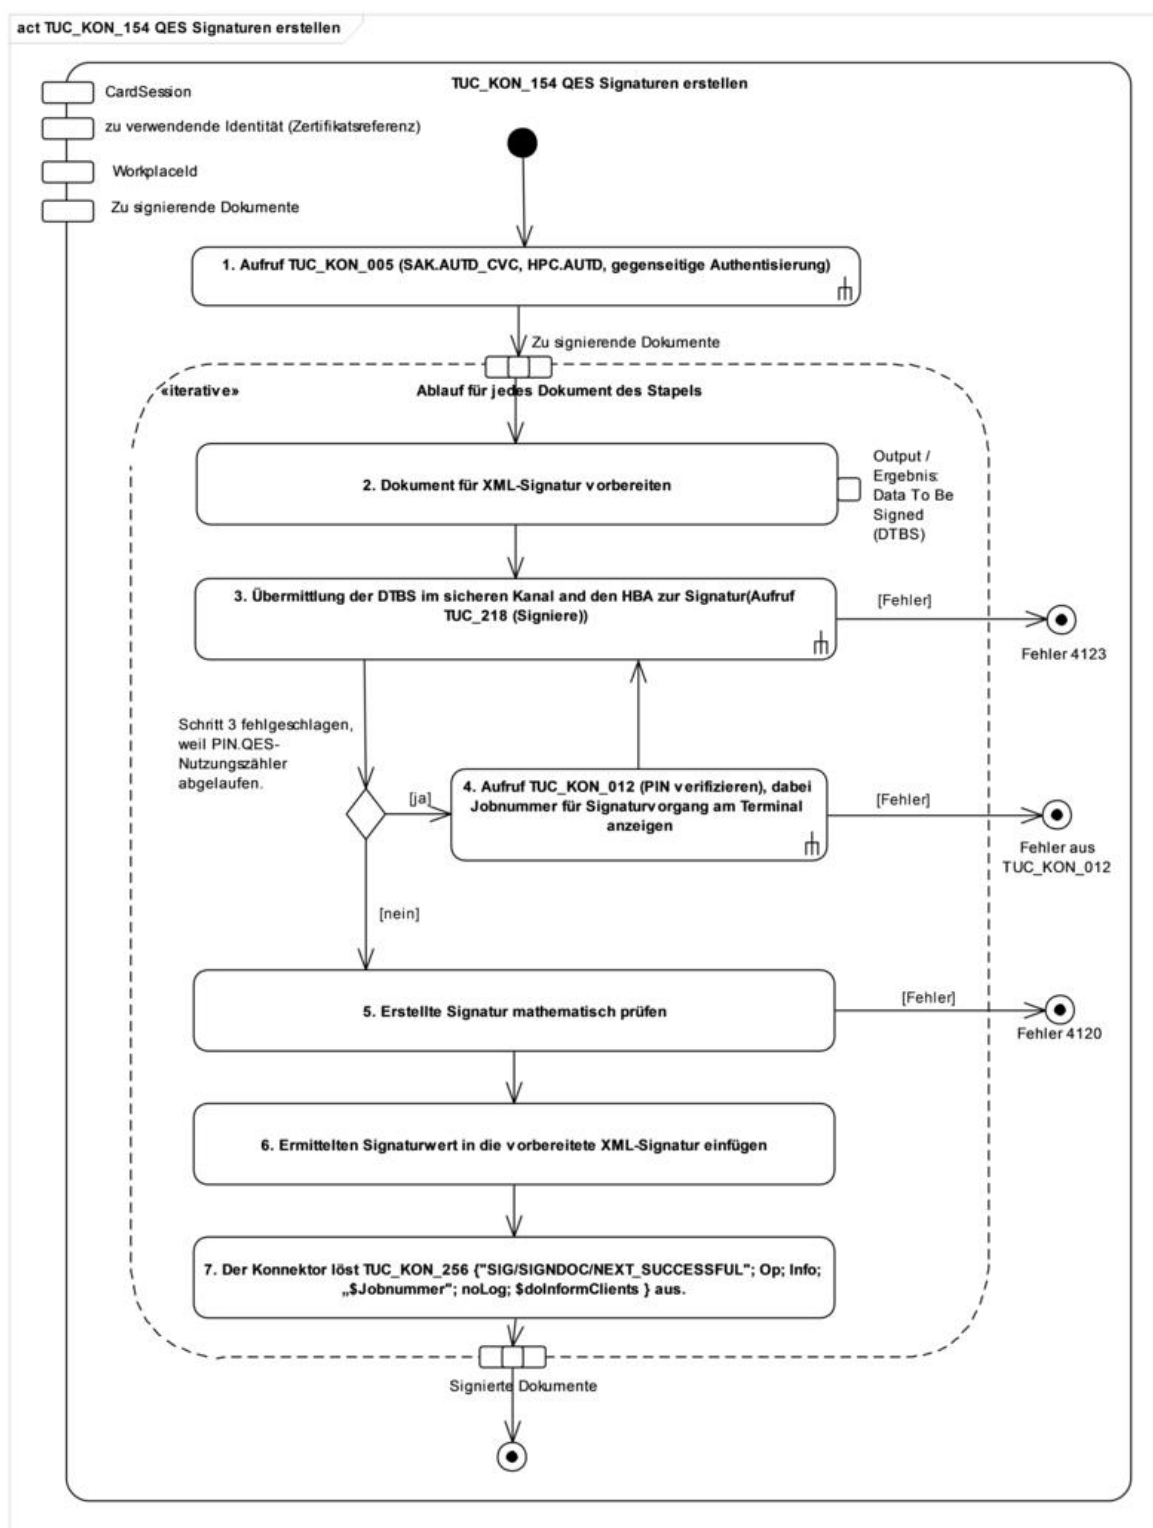 act TUC_KON_154 QES Signaturen erstellen
TUC_KON_154 QES Signaturen erstellen
CardSession
zu verwendende Identität (Zertifikatsreferenz)
WorkplaceId
Zu signierende Dokumente
1. Aufruf TUC_KON_005 (SAK.AUTD_CVC, HPC.AUTD, gegenseitige Authentisierung)
Zu signierende Dokumente
«iterative»
Ablauf für jedes Dokument des Stapels
2. Dokument für XML-Signatur vorbereiten
Output /
Ergebnis:
Data To Be
Signed
(DTBS)
3. Übermittlung der DTBS im sicheren Kanal and den HBA zur Signatur(Aufruf
TUC_218 (Signiere))
[Fehler]
Fehler 4123
Schritt 3 fehlgeschlagen,
weil PIN.QES-
Nutzungszähler
abgelaufen.
[ja]
4. Aufruf TUC_KON_012 (PIN verifizieren), dabei
Jobnummer für Signaturvorgang am Terminal
anzeigen
[Fehler]
Fehler aus
TUC_KON_012
[nein]
5. Erstellte Signatur mathematisch prüfen
[Fehler]
Fehler 4120
6. Ermittelten Signaturwert in die vorbereitete XML-Signatur einfügen
7. Der Konnektor löst TUC_KON_256 {"SIG/SIGNDOC/NEXT_SUCCESSFUL"; Op; Info;
„$Jobnummer"; noLog; $doInformClients } aus.
Signierte Dokumente